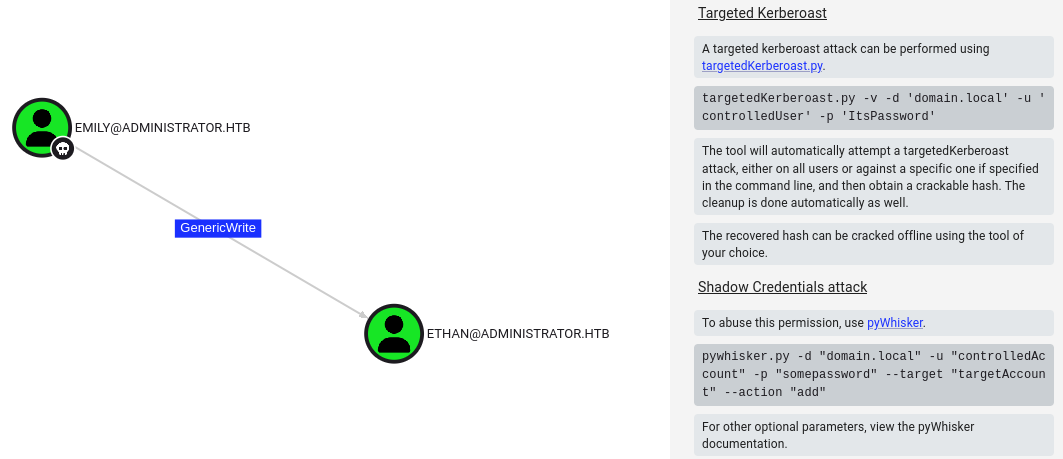 EMILY@ADMINISTRATOR.HTB
GenericWrite
ETHAN@ADMINISTRATOR.HTB
Targeted Kerberoast
A targeted kerberoast attack can be performed using
targetedKerberoast.py.
targetedKerberoast.py -v -d 'domain.local' -u '
controlledUser' -p 'ItsPassword'
The tool will automatically attempt a targetedKerberoast
attack, either on all users or against a specific one if specified
in the command line, and then obtain a crackable hash. The
cleanup is done automatically as well.
The recovered hash can be cracked offline using the tool of
your choice.
Shadow Credentials attack
To abuse this permission, use pyWhisker.
pywhisker.py -d "domain.local" -u "controlledAc
count" -p "somepassword" --target "targetAccoun
t" --action "add"
For other optional parameters, view the pyWhisker
documentation.